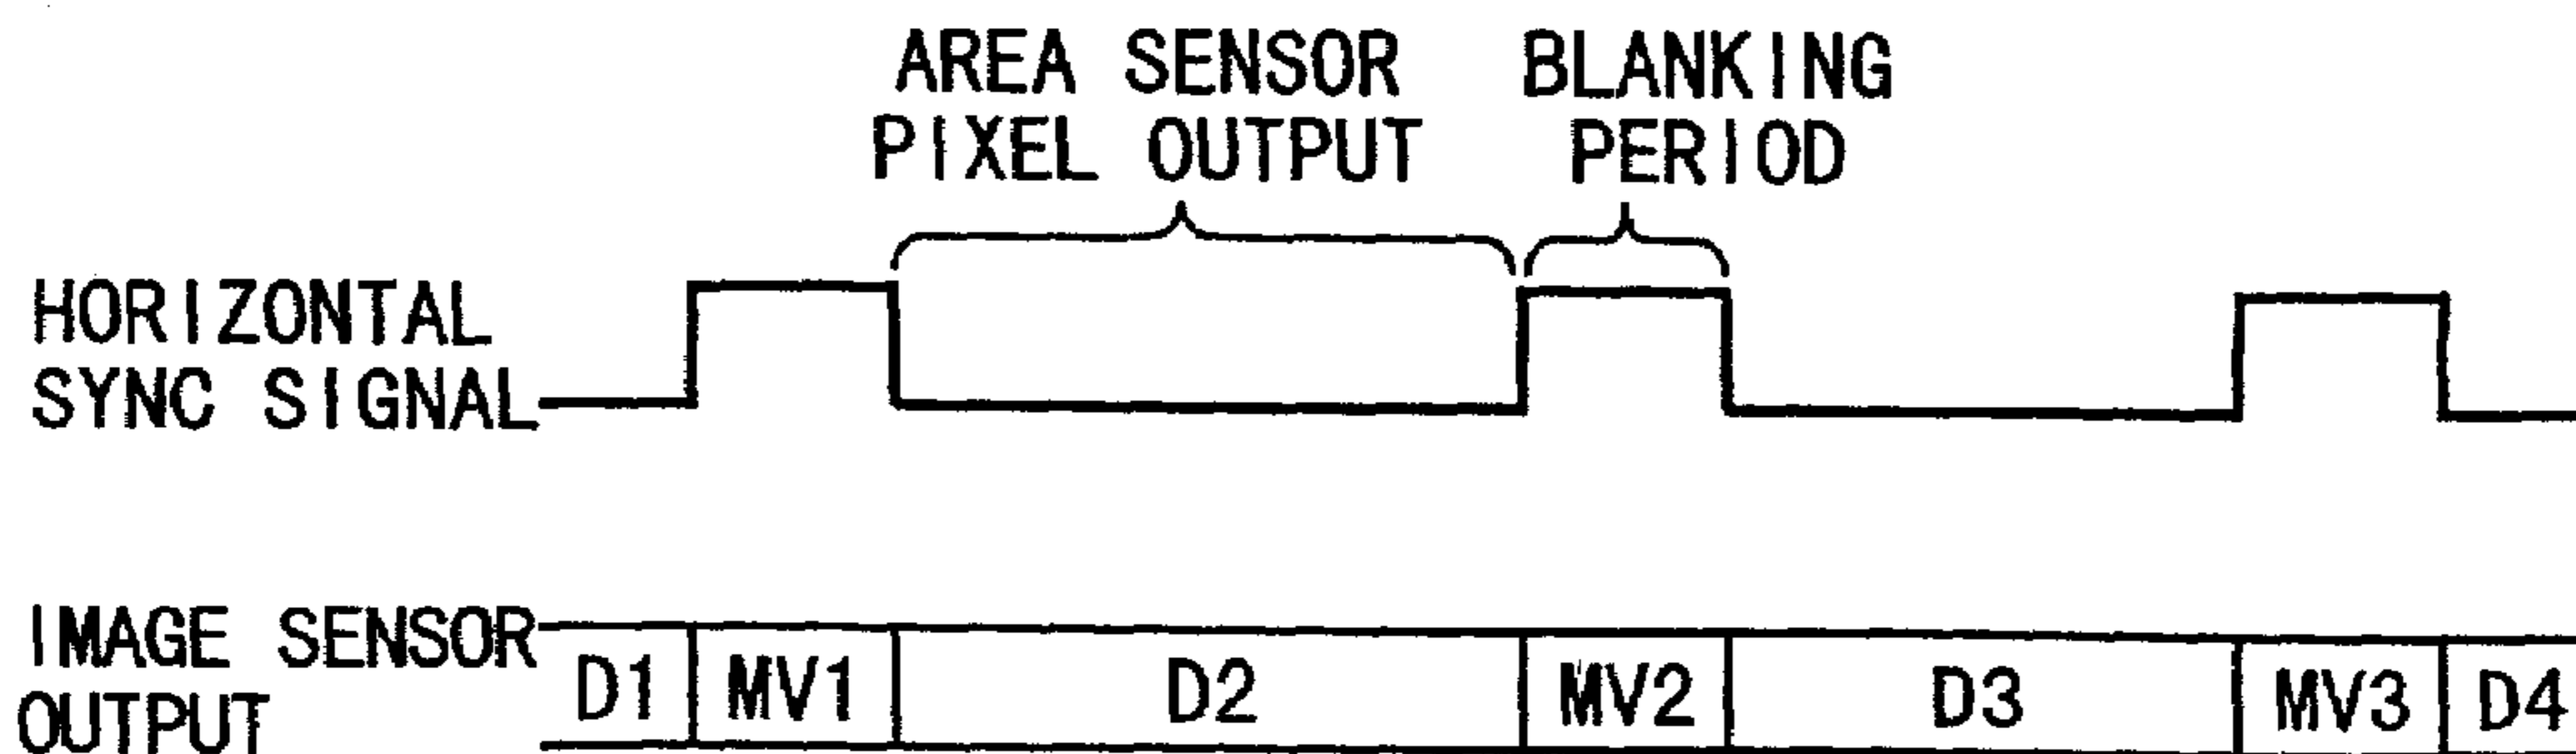 AREA SENSOR
PIXEL OUTPUT
BLANKING
PERIOD
HORIZONTAL
SYNC SIGNAL
IMAGE SENSOR
OUTPUT
D1 MV1 D2 MV2 D3 MV3 D4